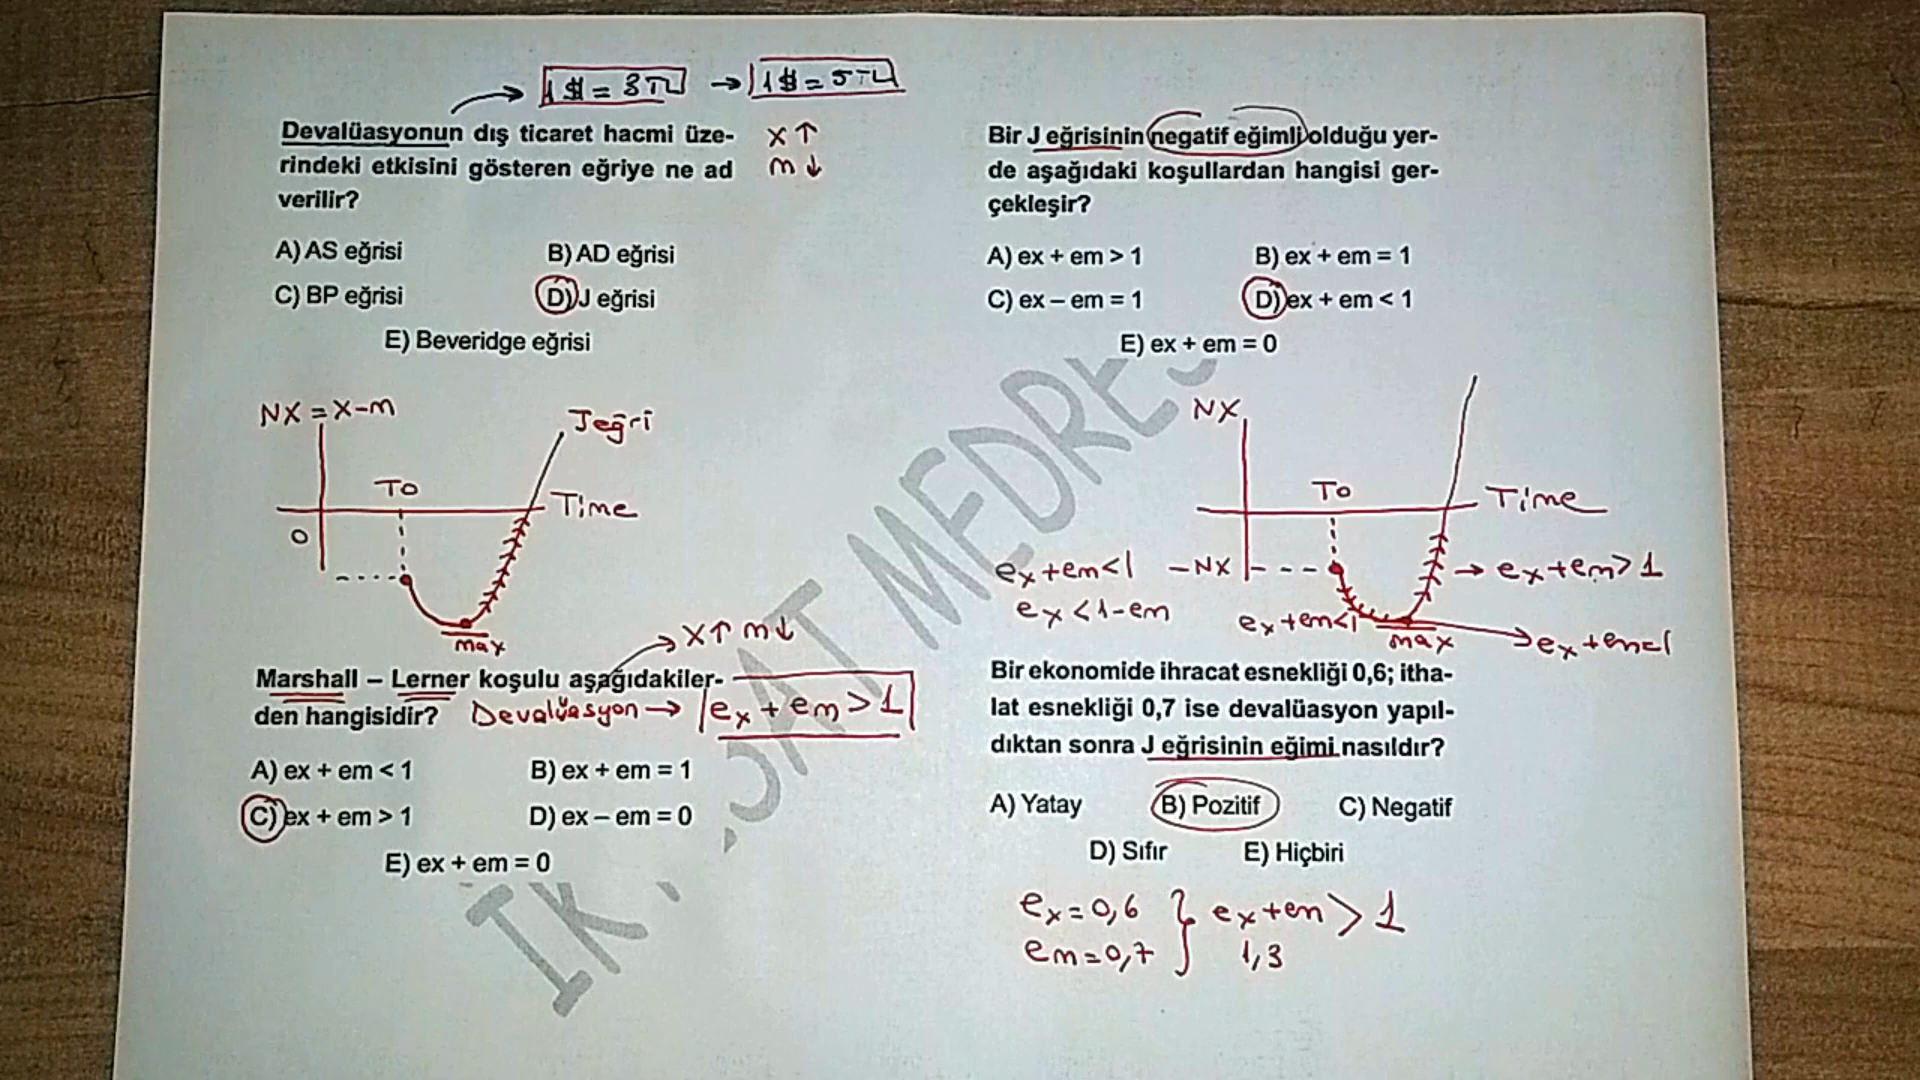 1$ = 3TL → 1$ = 5TL
Devalüasyonun dış ticaret hacmi üze-
rindeki etkisini gösteren eğriye ne ad
verilir?
x↑
m↓
A) AS eğrisi
B) AD eğrisi
C) BP eğrisi
D) J eğrisi
E) Beveridge eğrisi
NX = X-m
Jeğri
To
Time
0
max
x↑ m↓
Marshall – Lerner koşulu aşağıdakiler-
den hangisidir?
Devalüasyon → |ex + em > 1|
A) ex + em < 1
B) ex + em = 1
C) ex + em > 1
D) ex – em = 0
E) ex + em = 0
Bir J eğrisinin negatif eğimli olduğu yer-
de aşağıdaki koşullardan hangisi ger-
çekleşir?
A) ex + em > 1
B) ex + em = 1
C) ex – em = 1
D) ex + em < 1
E) ex + em = 0
NX
To
Time
ex+em<1
-NX
→ ex+em>1
ex<1-em
ex+em<1
max
ex+em=1
Bir ekonomide ihracat esnekliği 0,6; itha-
lat esnekliği 0,7 ise devalüasyon yapıl-
dıktan sonra J eğrisinin eğimi nasıldır?
A) Yatay
B) Pozitif
C) Negatif
D) Sıfır
E) Hiçbiri
ex=0,6
em=0,7
ex+em > 1
1,3
MEDRES